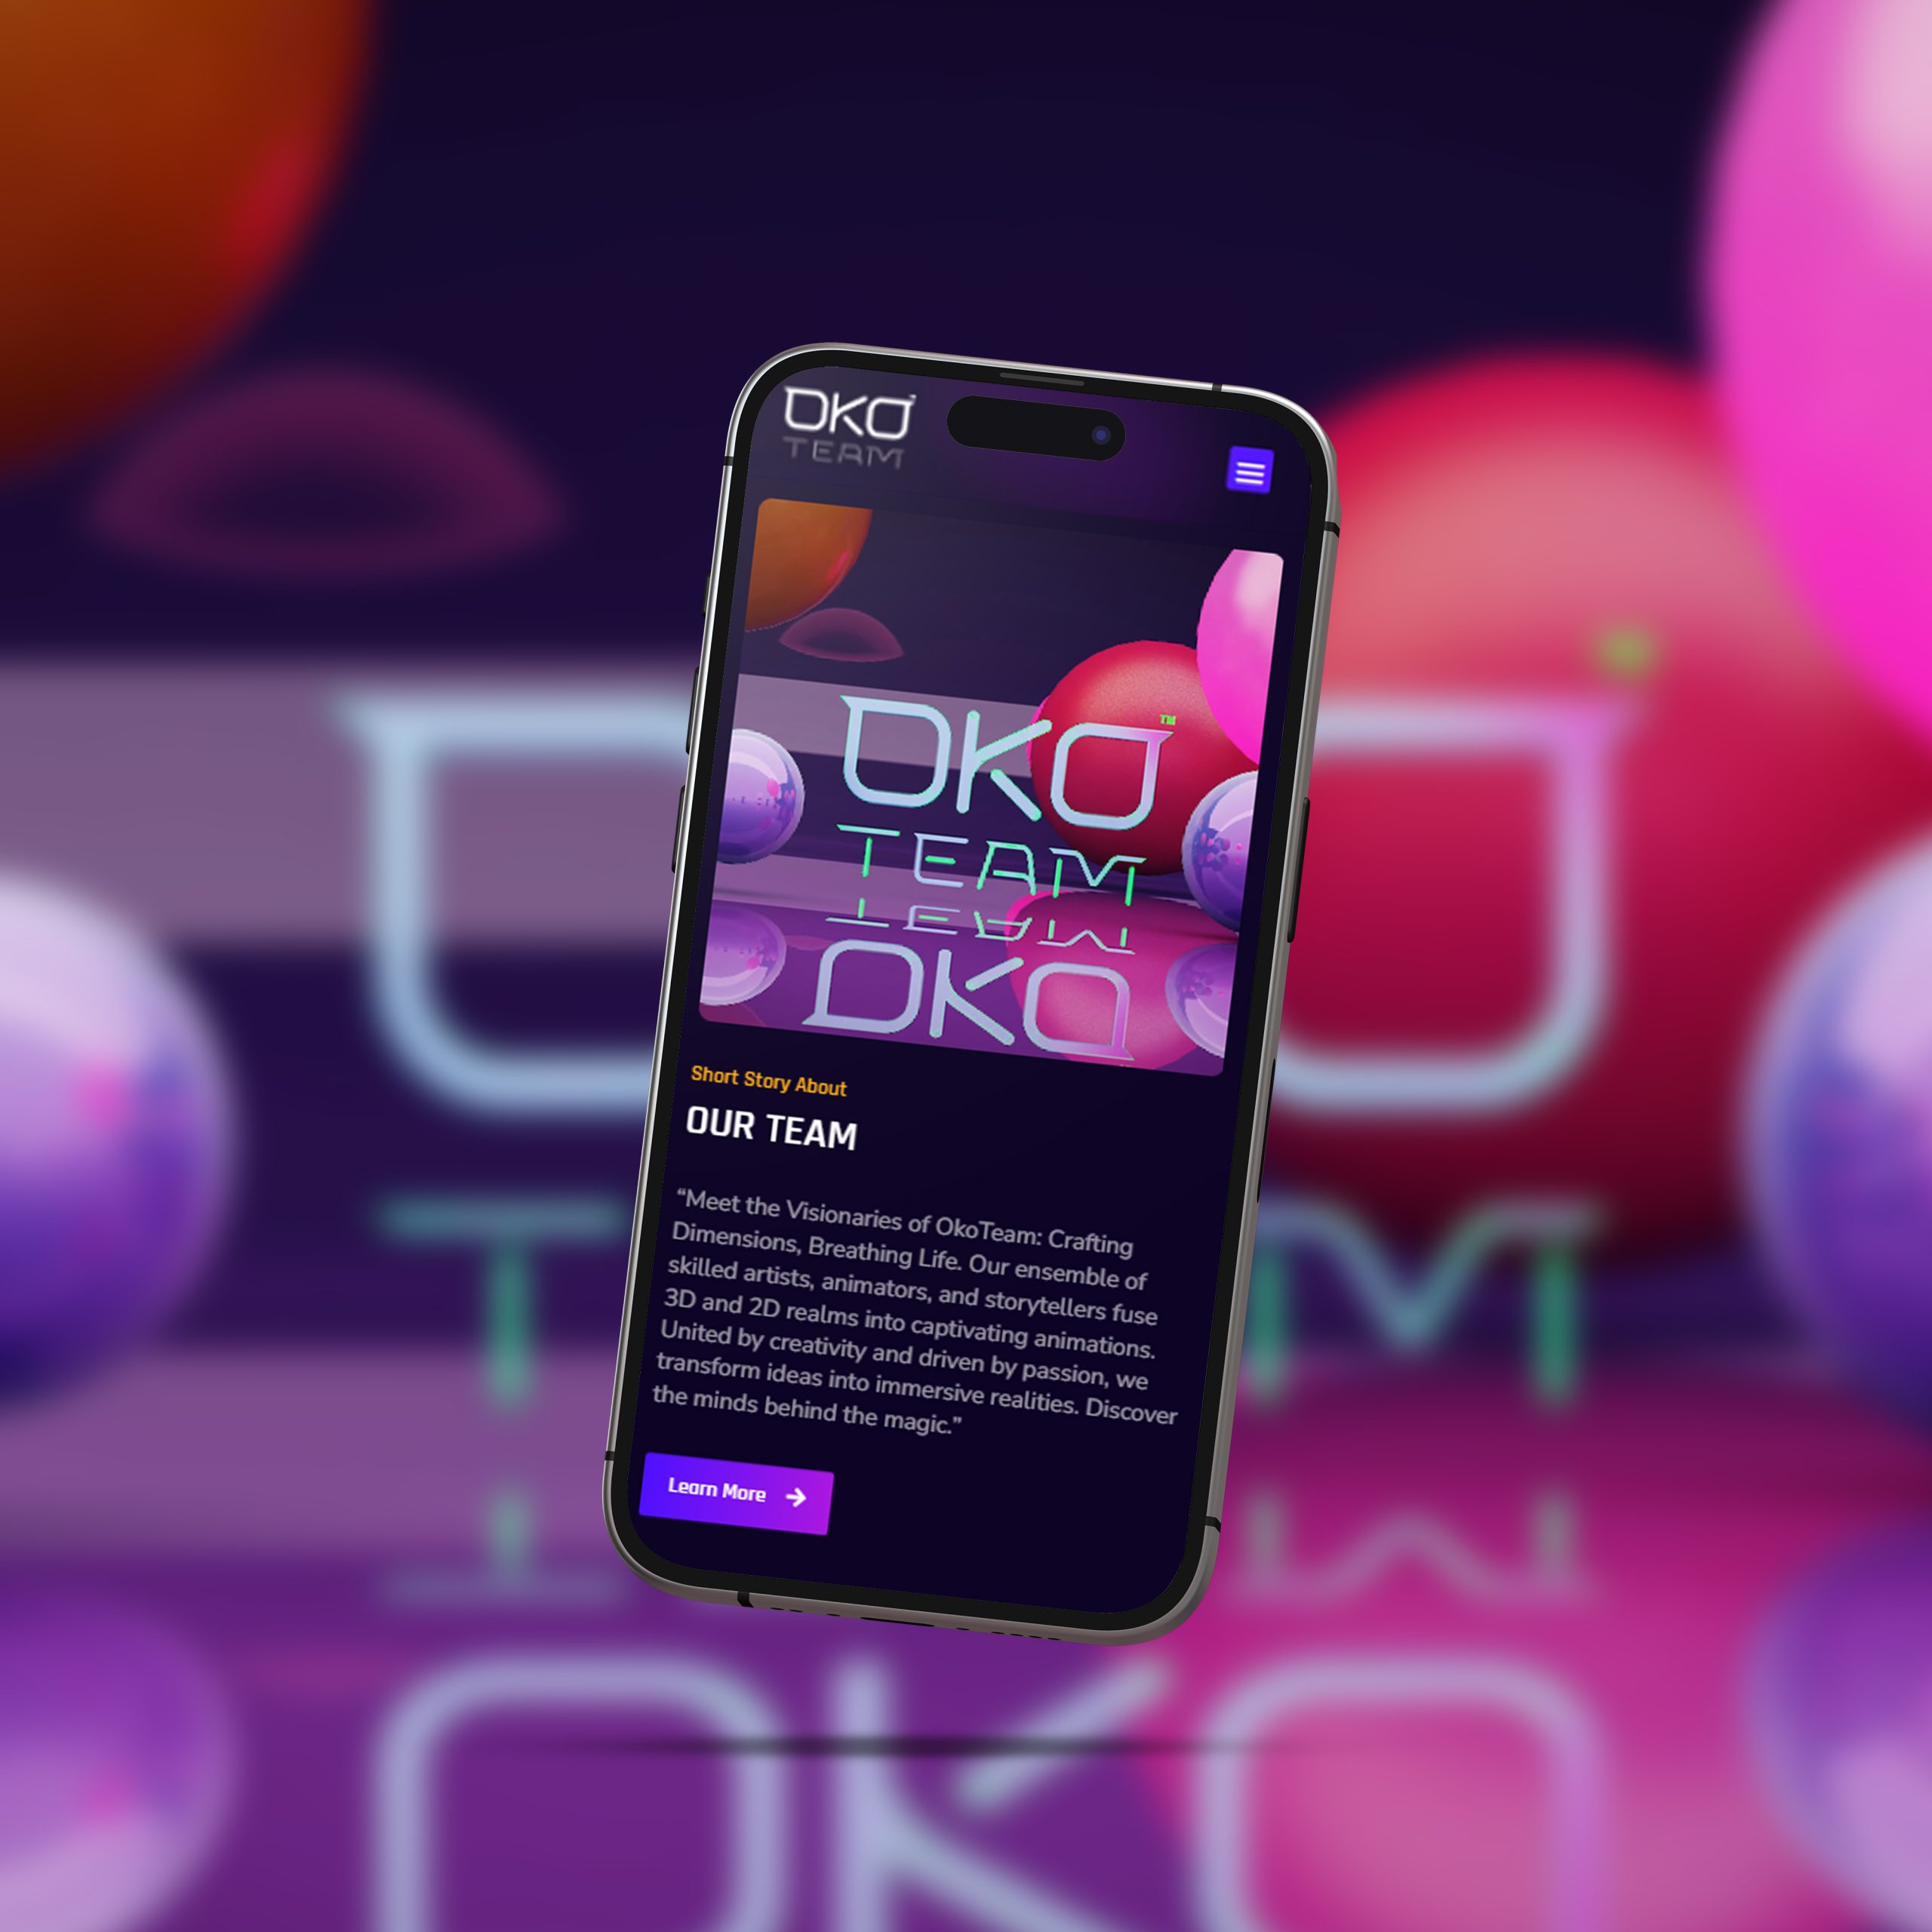 OKO
TEAM
OKO™
TEAM
TEAM
OKO
Short Story About
OUR TEAM
“Meet the Visionaries of OkoTeam: Crafting
Dimensions, Breathing Life. Our ensemble of
skilled artists, animators, and storytellers fuse
3D and 2D realms into captivating animations.
United by creativity and driven by passion, we
transform ideas into immersive realities. Discover
the minds behind the magic.”
Learn More